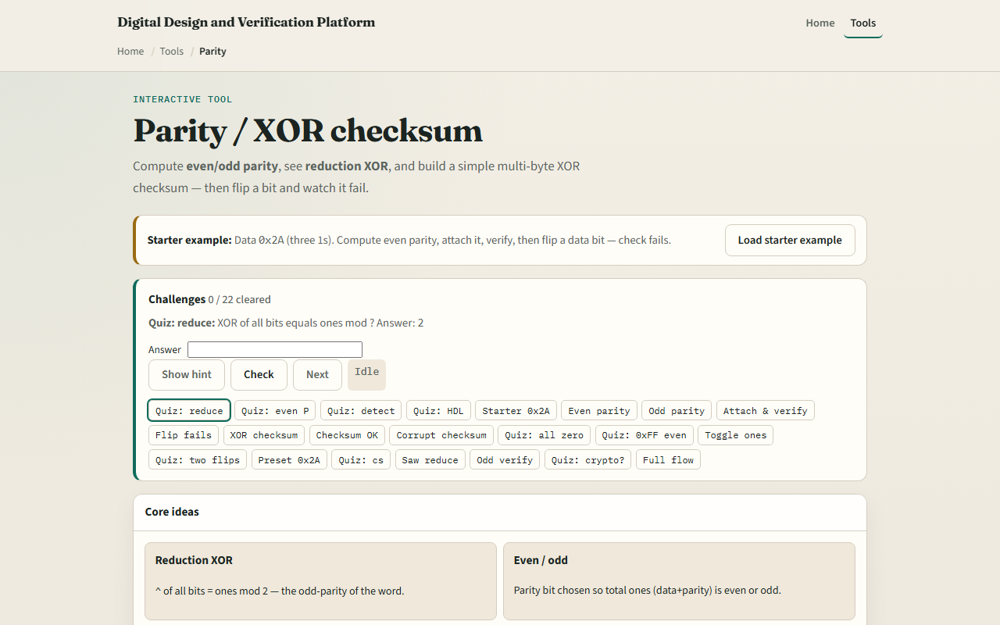 Digital Design and Verification Platform
Home
Tools
Home / Tools / Parity
INTERACTIVE TOOL
Parity / XOR checksum
Compute even/odd parity, see reduction XOR, and build a simple multi-byte XOR
checksum — then flip a bit and watch it fail.
Starter example: Data 0x2A (three 1s). Compute even parity, attach it, verify, then flip a data bit — check fails.
Load starter example
Challenges 0 / 22 cleared
Quiz: reduce: XOR of all bits equals ones mod ? Answer: 2
Answer
Show hint
Check
Next
Idle
Quiz: reduce
Quiz: even P
Quiz: detect
Quiz: HDL
Starter 0x2A
Even parity
Odd parity
Attach & verify
Flip fails
XOR checksum
Checksum OK
Corrupt checksum
Quiz: all zero
Quiz: 0xFF even
Toggle ones
Quiz: two flips
Preset 0x2A
Quiz: cs
Saw reduce
Odd verify
Quiz: crypto?
Full flow
Core ideas
Reduction XOR
^ of all bits = ones mod 2 — the odd-parity of the word.
Even / odd
Parity bit chosen so total ones (data+parity) is even or odd.